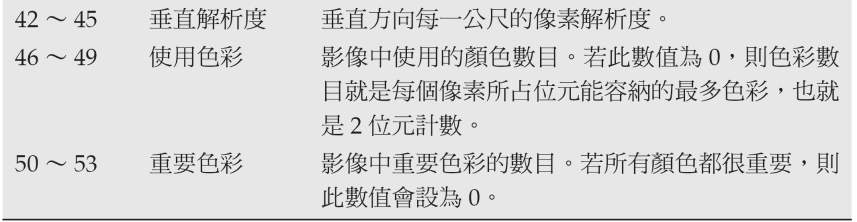 42 ～ 45 垂直解析度 垂直方向每一公尺的像素解析度。
46 ～ 49 使用色彩 影像中使用的顏色數目。若此數值為 0，則色彩數
目就是每個像素所占位元能容納的最多色彩，也就
是 2 位元計數。
50 ～ 53 重要色彩 影像中重要色彩的數目。若所有顏色都很重要，則
此數值會設為 0。